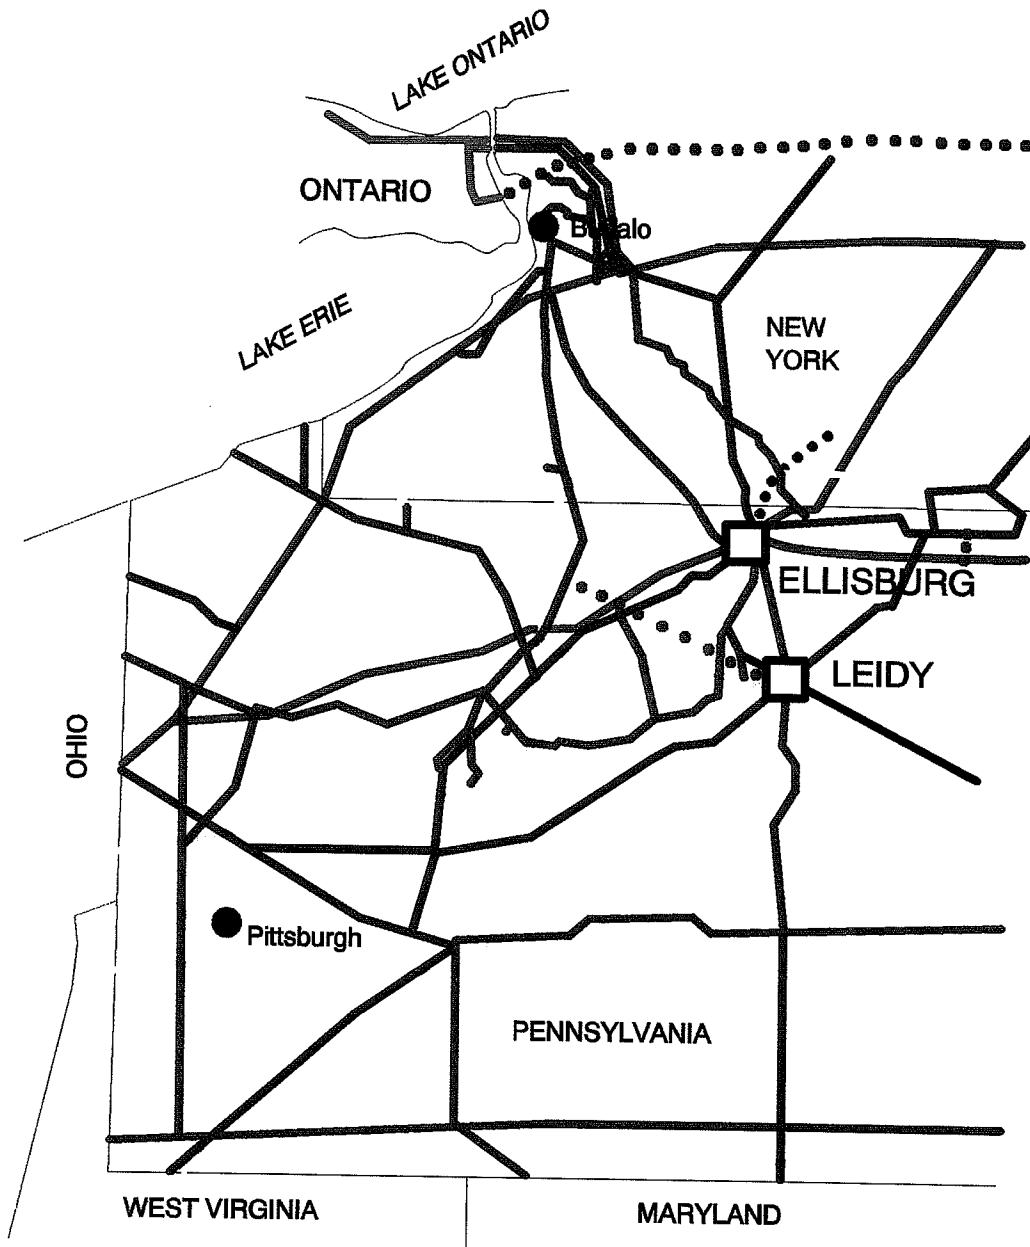 LAKE ONTARIO
ONTARIO
Buffalo
LAKE ERIE
NEW
YORK
ELLISBURG
LEIDY
OHIO
Pittsburgh
PENNSYLVANIA
WEST VIRGINIA
MARYLAND